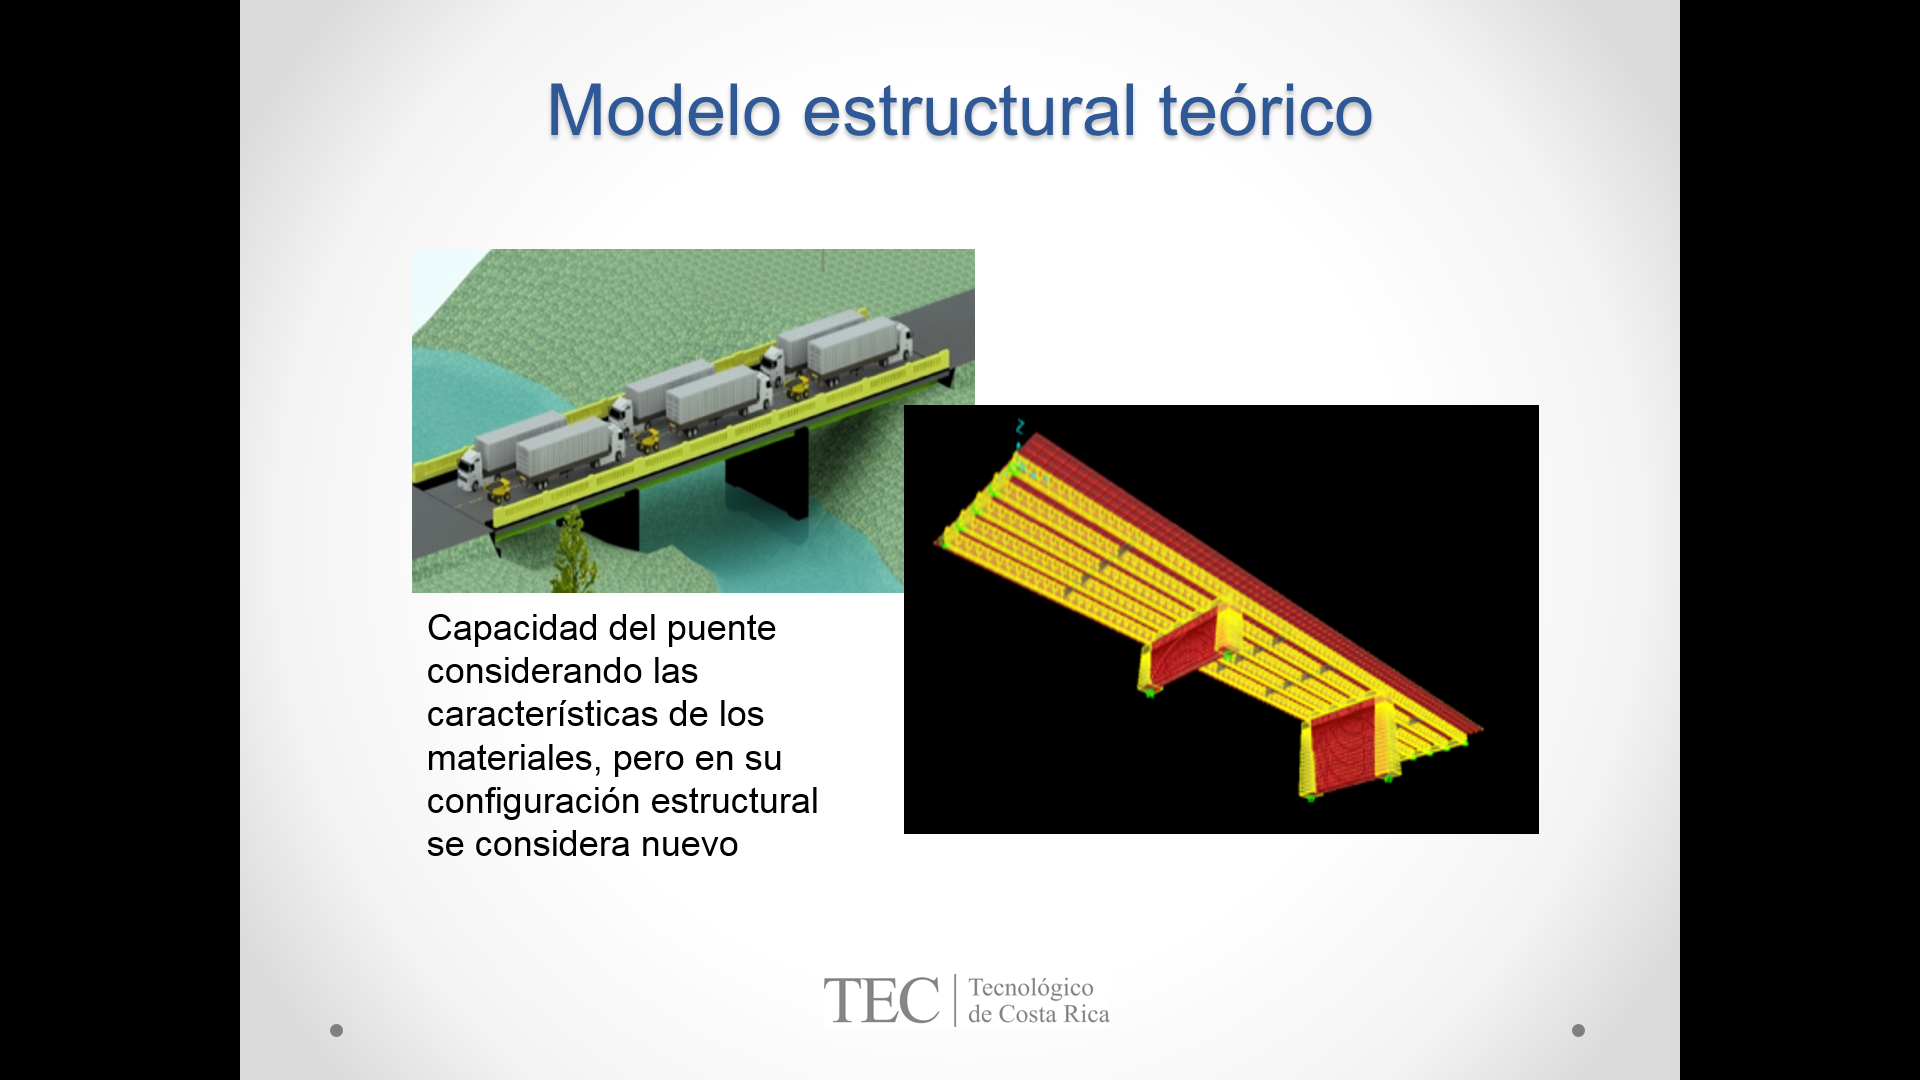 Modelo estructural teórico
Z
Capacidad del puente
considerando las
características de los
materiales, pero en su
configuración estructural
se considera nuevo
TEC
Tecnológico
de Costa Rica